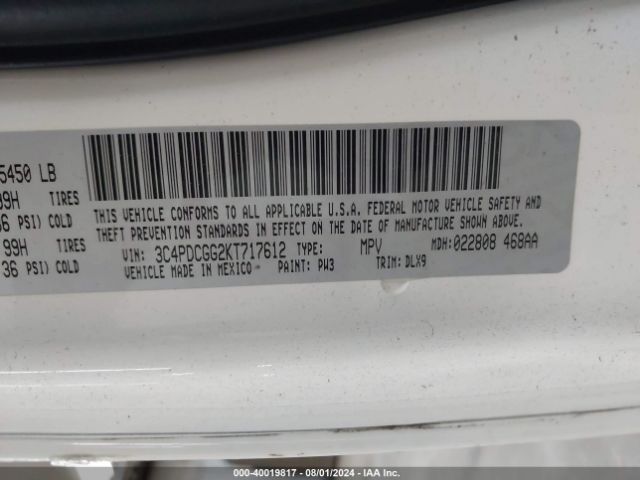 5450 LB
99H TIRES
36 PSI) COLD
99H TIRES
36 PSI) COLD
THIS VEHICLE CONFORMS TO ALL APPLICABLE U.S.A. FEDERAL MOTOR VEHICLE SAFETY AND
THEFT PREVENTION STANDARDS IN EFFECT ON THE DATE OF MANUFACTURE SHOWN ABOVE.
VIN: 3C4PDCGG2KT717612 TYPE: MPV MDH: 022808 468AA
VEHICLE MADE IN MEXICO PAINT: PW3 TRIM: DLX9
000-40019817 - 08/01/2024 - IAA Inc.